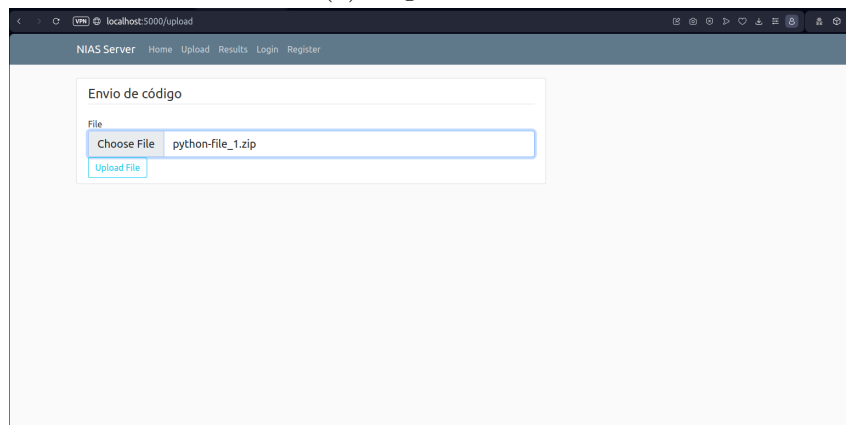 VPN localhost:5000/upload
NIAS Server Home Upload Results Login Register
Envio de código
File
Choose File python-file_1.zip
Upload File